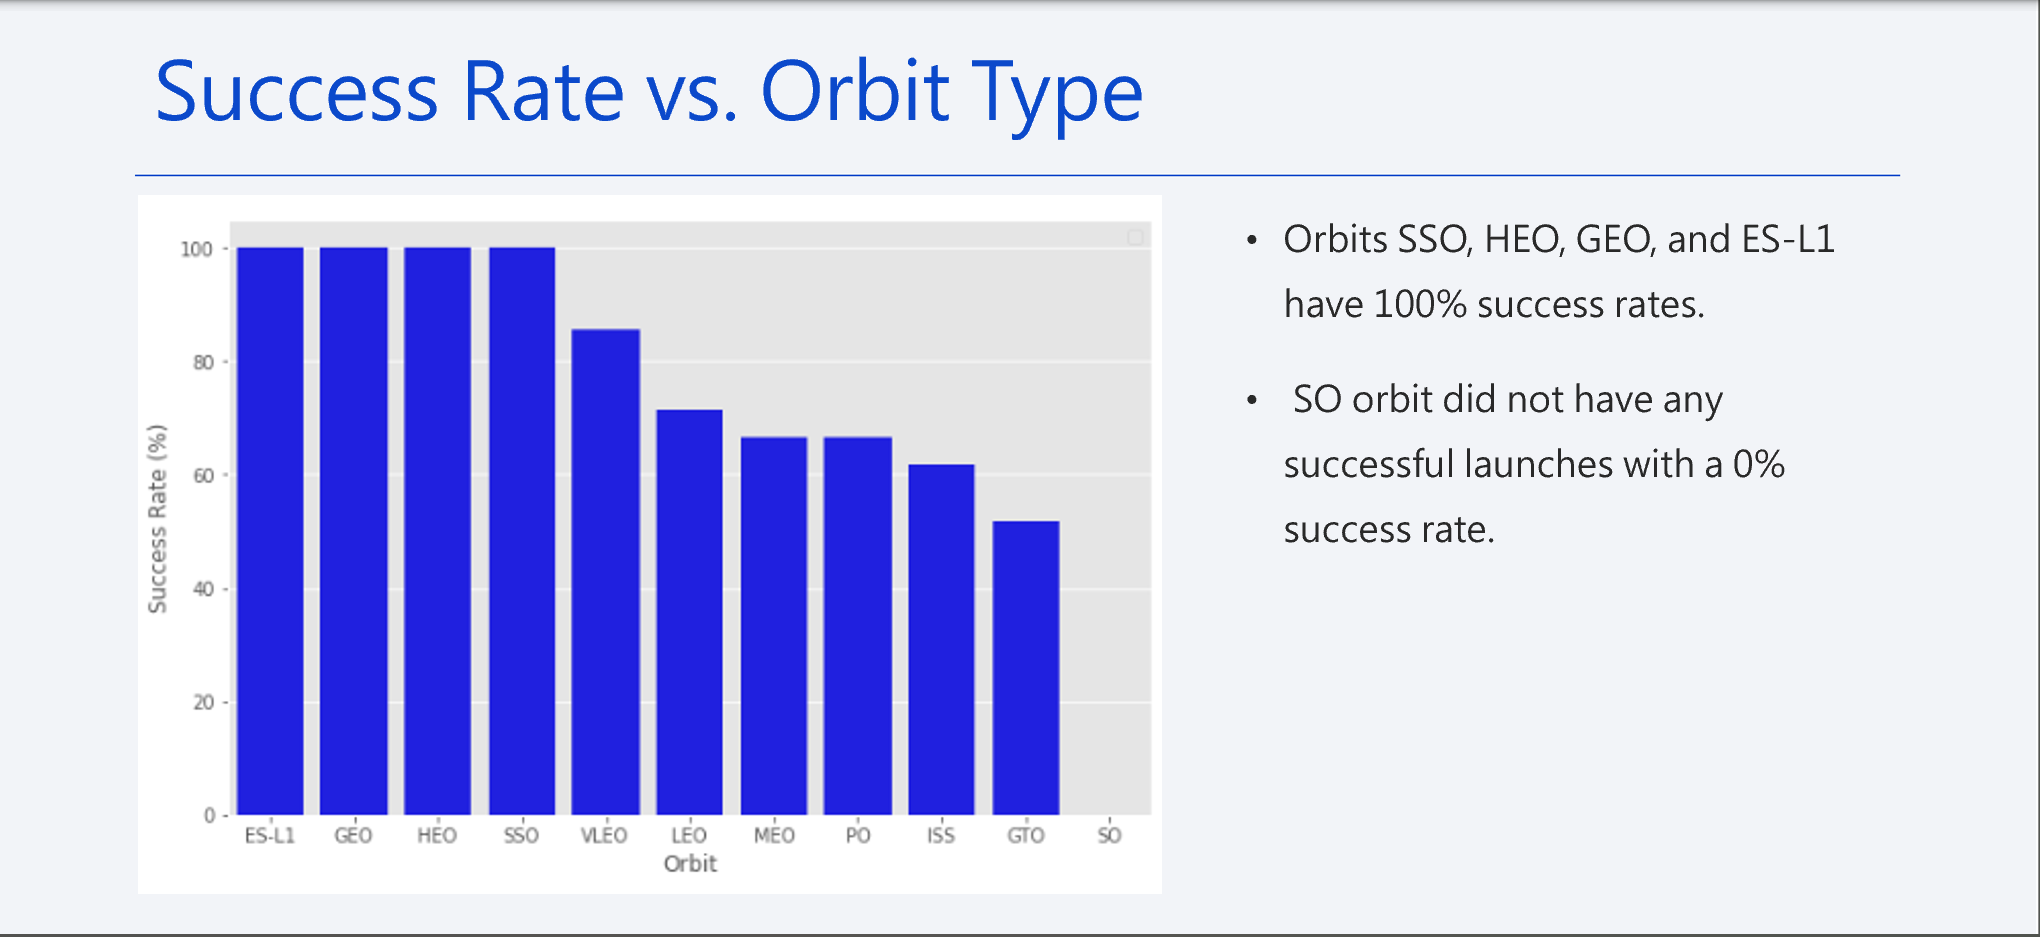 Success Rate vs. Orbit Type
100
80
60
40
20
0
Success Rate (%)
ES-L1 GEO HEO SSO VLEO LEO MEO PO ISS GTO SO
Orbit
• Orbits SSO, HEO, GEO, and ES-L1
have 100% success rates.
• SO orbit did not have any
successful launches with a 0%
success rate.